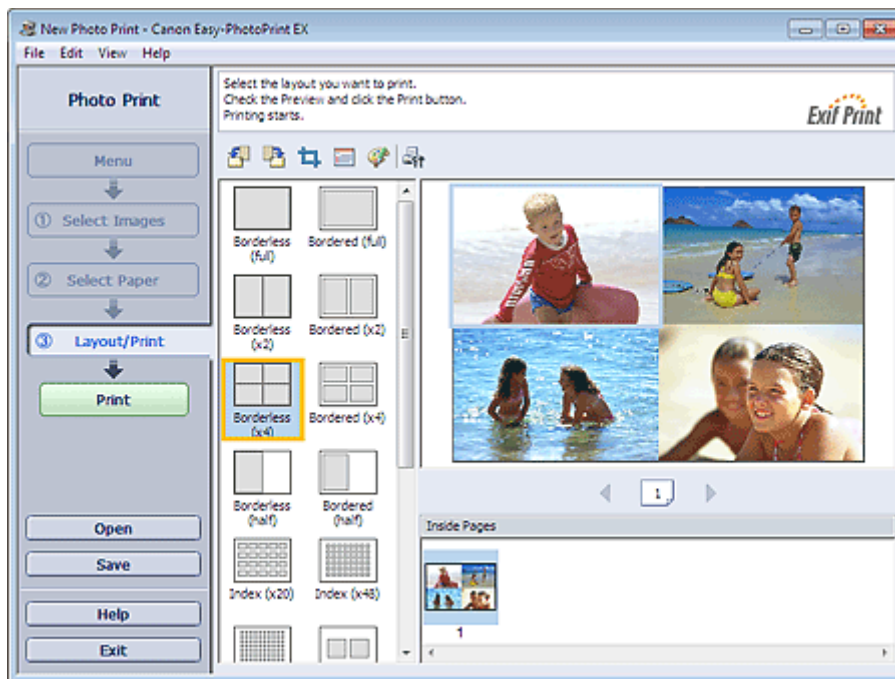 New Photo Print - Canon Easy-PhotoPrint EX
File Edit View Help
Photo Print
Select the layout you want to print.
Check the Preview and click the Print button.
Printing starts.
Exif Print
Menu
① Select Images
② Select Paper
③ Layout/Print
Print
Open
Save
Help
Exit
Borderless (full)
Bordered (full)
Borderless (x2)
Bordered (x2)
Borderless (x4)
Bordered (x4)
Borderless (half)
Bordered (half)
Index (x20)
Index (x48)
1
Inside Pages
1